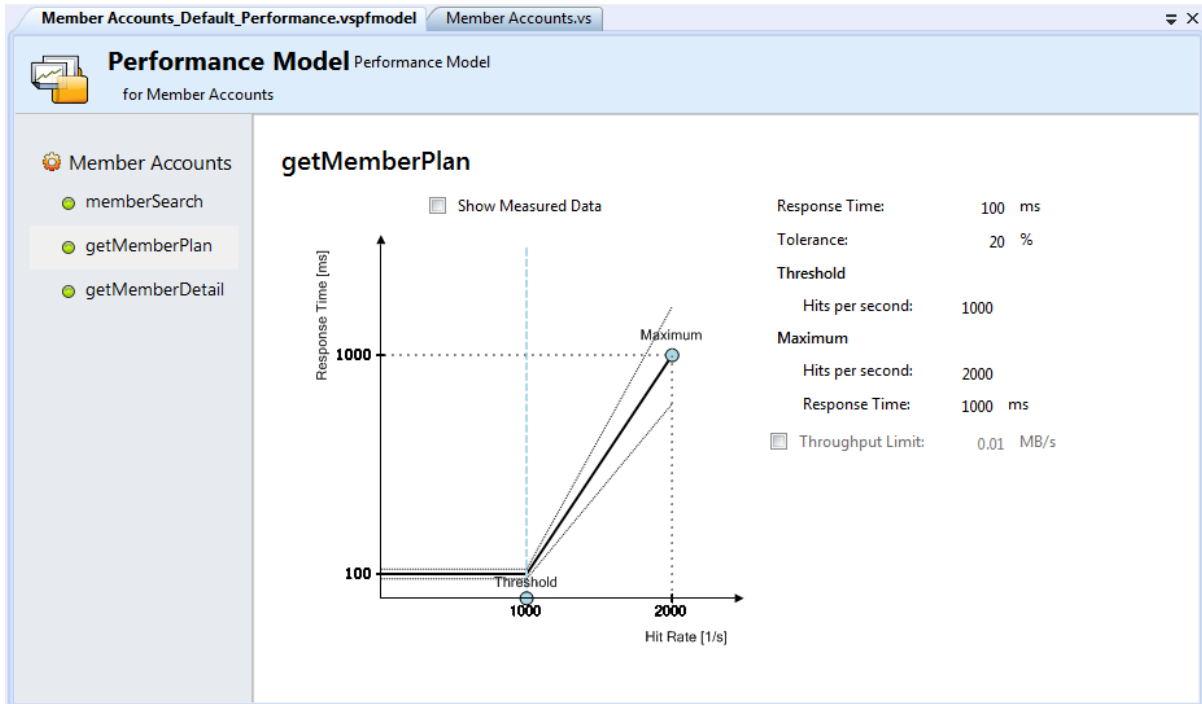 Member Accounts_Default_Performance.vspfmodel
Member Accounts.vs
Performance Model Performance Model
for Member Accounts
Member Accounts
memberSearch
getMemberPlan
getMemberDetail
getMemberPlan
Show Measured Data
Response Time [ms]
1000
100
Maximum
Threshold
1000
2000
Hit Rate [1/s]
Response Time: 100 ms
Tolerance: 20 %
Threshold
Hits per second: 1000
Maximum
Hits per second: 2000
Response Time: 1000 ms
Throughput Limit: 0.01 MB/s